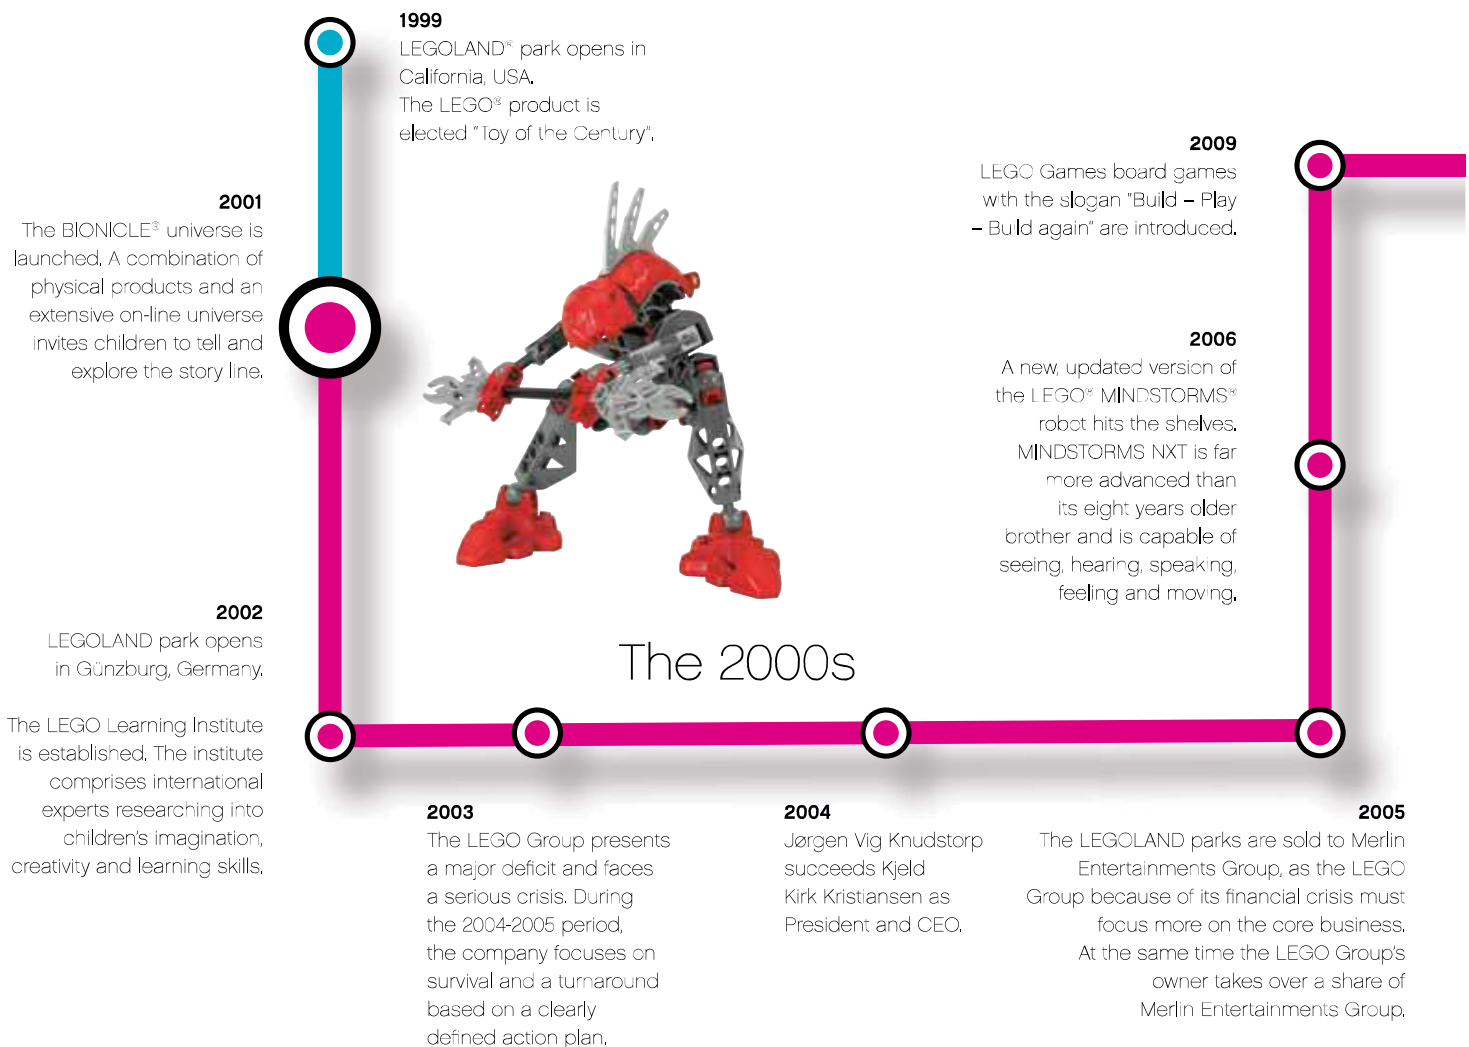 1999
LEGOLAND® park opens in
California, USA.
The LEGO® product is
elected "Toy of the Century".
2001
The BIONICLE® universe is
launched. A combination of
physical products and an
extensive on-line universe
invites children to tell and
explore the story line.
2002
LEGOLAND park opens
in Günzburg, Germany.
The LEGO Learning Institute
is established. The institute
comprises international
experts researching into
children's imagination,
creativity and learning skills.
The 2000s
2003
The LEGO Group presents
a major deficit and faces
a serious crisis. During
the 2004-2005 period,
the company focuses on
survival and a turnaround
based on a clearly
defined action plan.
2004
Jørgen Vig Knudstorp
succeeds Kjeld
Kirk Kristiansen as
President and CEO.
2005
The LEGOLAND parks are sold to Merlin
Entertainments Group, as the LEGO
Group because of its financial crisis must
focus more on the core business.
At the same time the LEGO Group's
owner takes over a share of
Merlin Entertainments Group.
2006
A new, updated version of
the LEGO® MINDSTORMS®
robot hits the shelves.
MINDSTORMS NXT is far
more advanced than
its eight years older
brother and is capable of
seeing, hearing, speaking,
feeling and moving.
2009
LEGO Games board games
with the slogan "Build – Play
– Build again" are introduced.